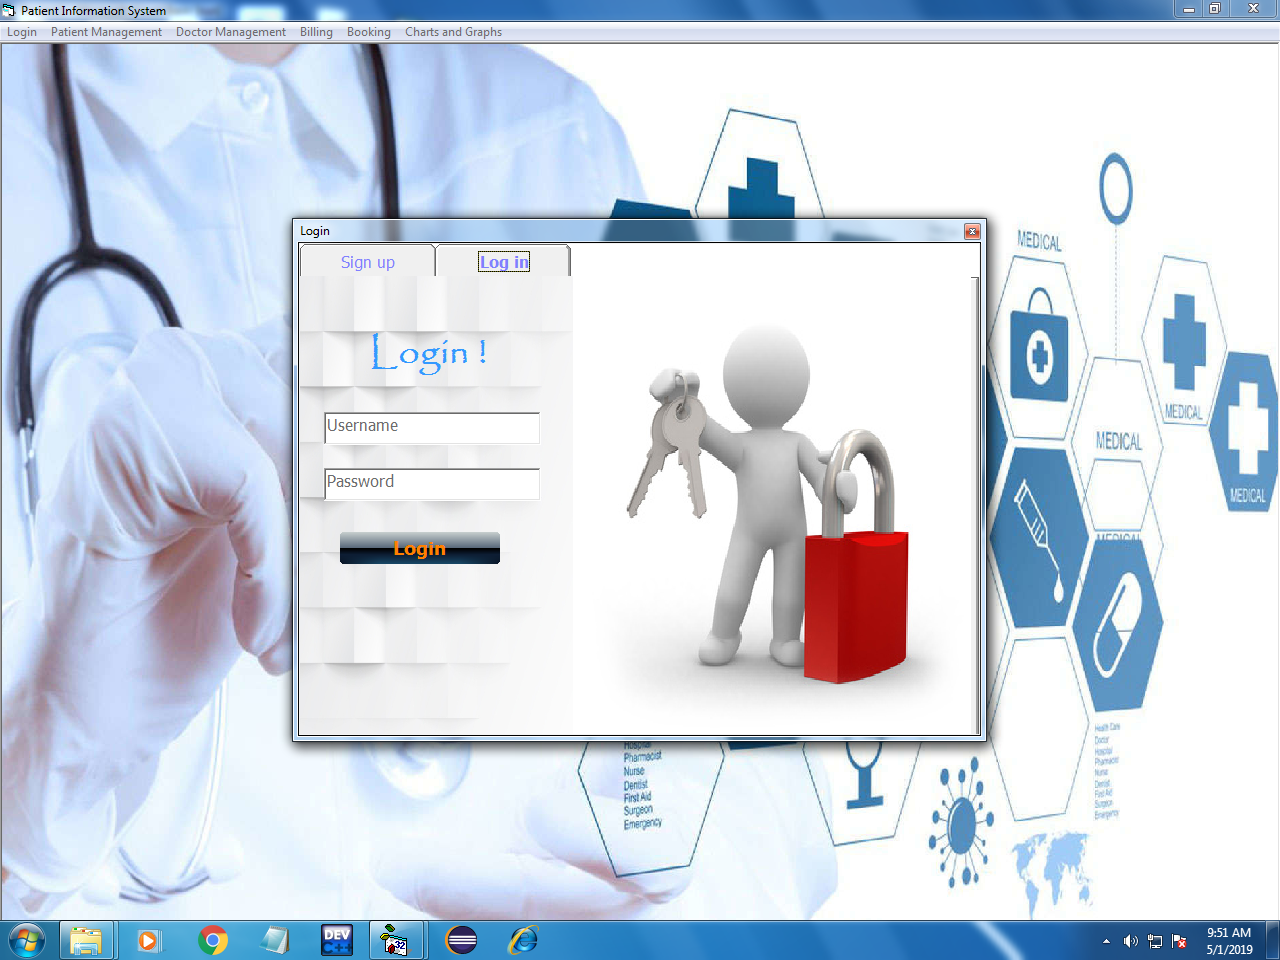 Patient Information System
Login Patient Management Doctor Management Billing Booking Charts and Graphs
Login
Sign up Log in
Login !
Username
Password
Login
MEDICAL
MEDICAL
MEDICAL
MEDICAL
MEDICAL
Hospital
Pharmacist
Nurse
Dentist
First Aid
Surgeon
Emergency
Health Care
Doctor
Hospital
Pharmacist
Nurse
Dentist
First Aid
Surgeon
Emergency
DEV
C++
32
9:51 AM
5/1/2019